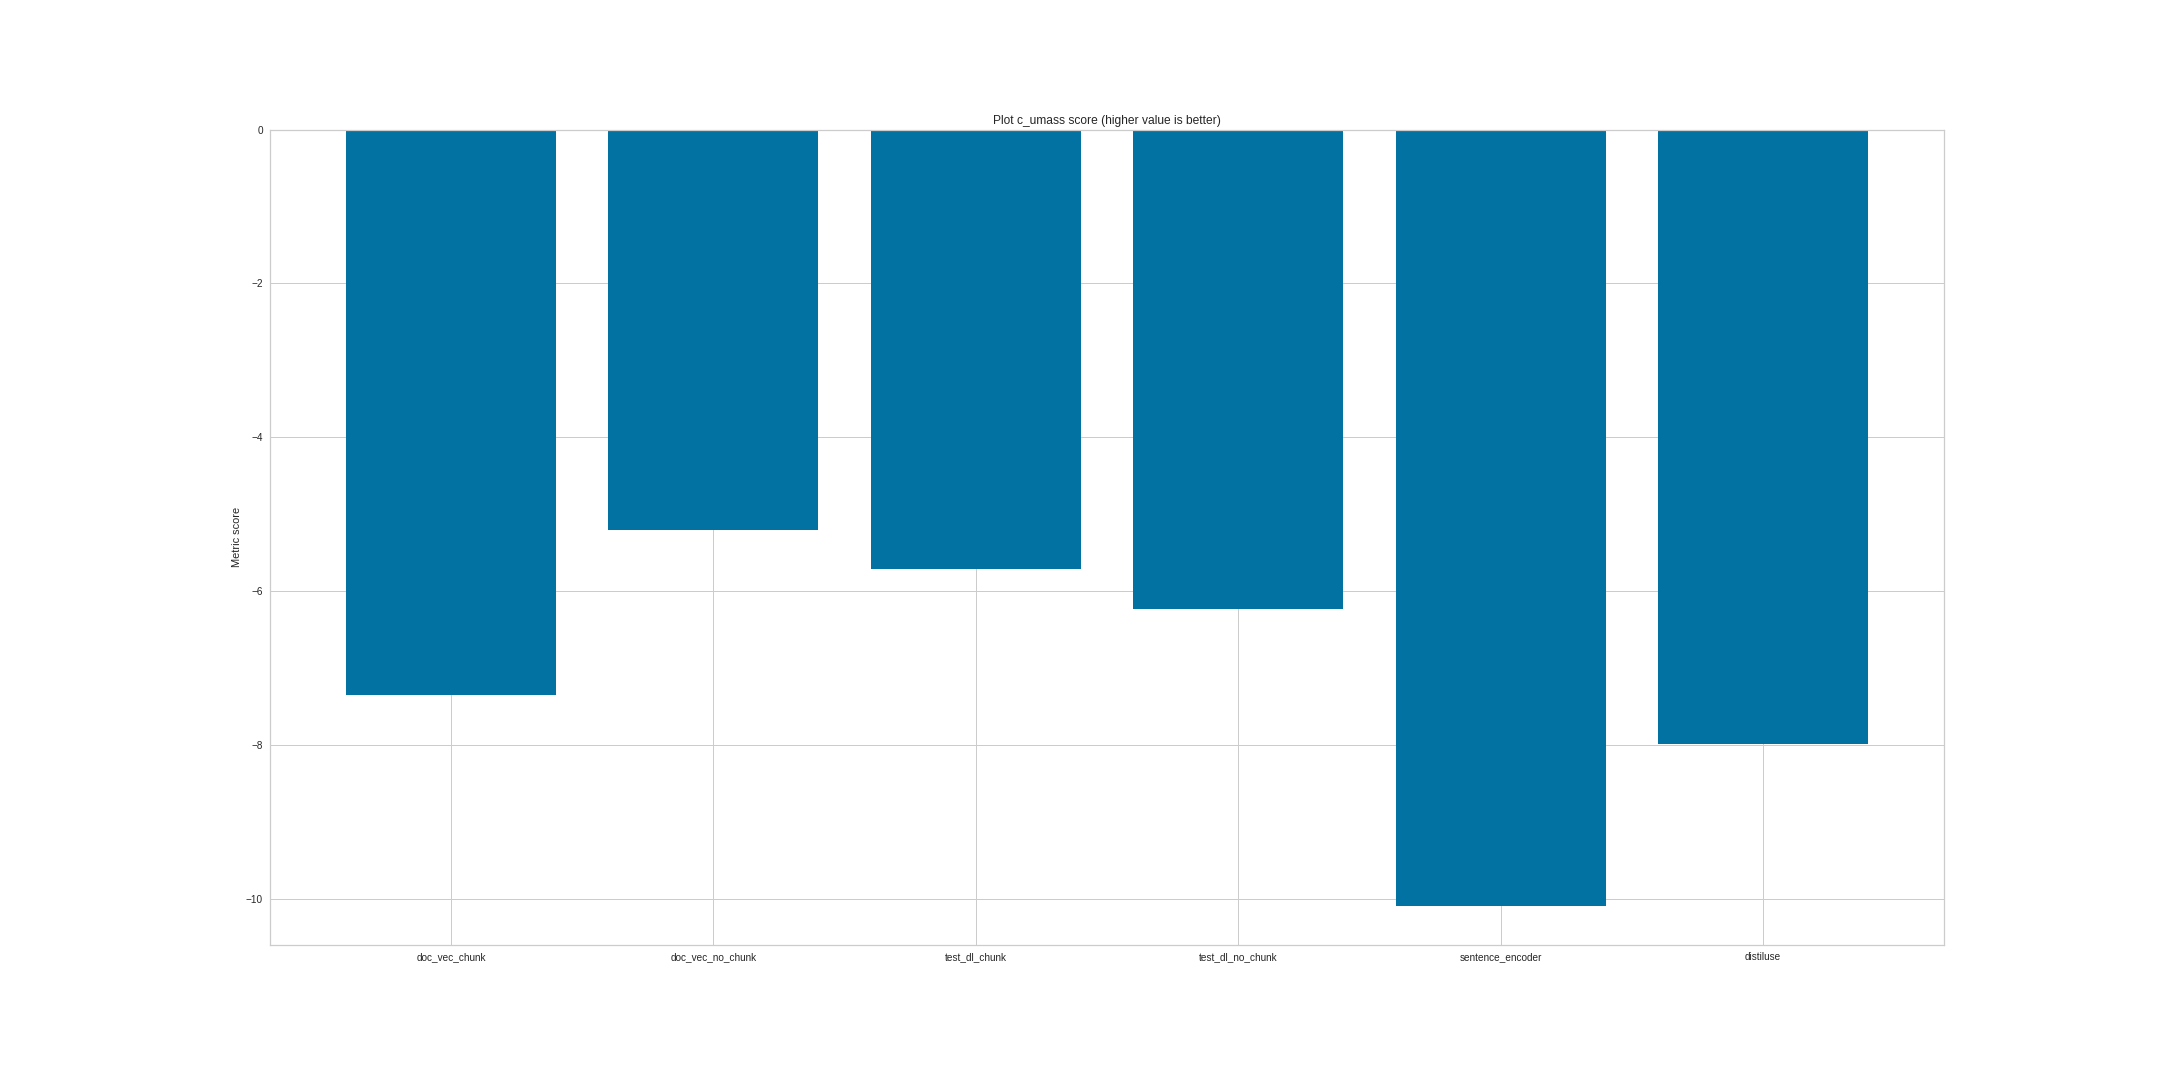 Plot c_umass score (higher value is better)
0
−2
−4
−6
−8
−10
Metric score
doc_vec_chunk
doc_vec_no_chunk
test_dl_chunk
test_dl_no_chunk
sentence_encoder
distiluse